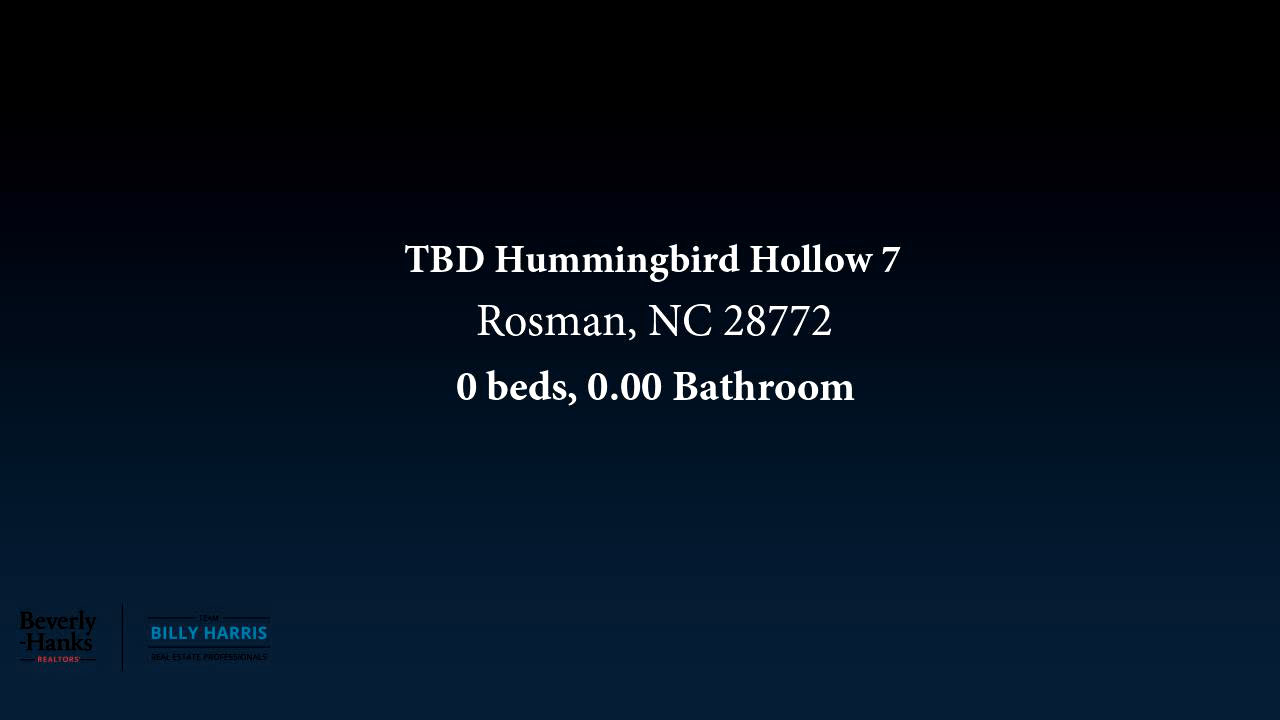 TBD Hummingbird Hollow 7
Rosman, NC 28772
0 beds, 0.00 Bathroom
Beverly
-Hanks
REALTORS
TEAM
BILLY HARRIS
REAL ESTATE PROFESSIONALS